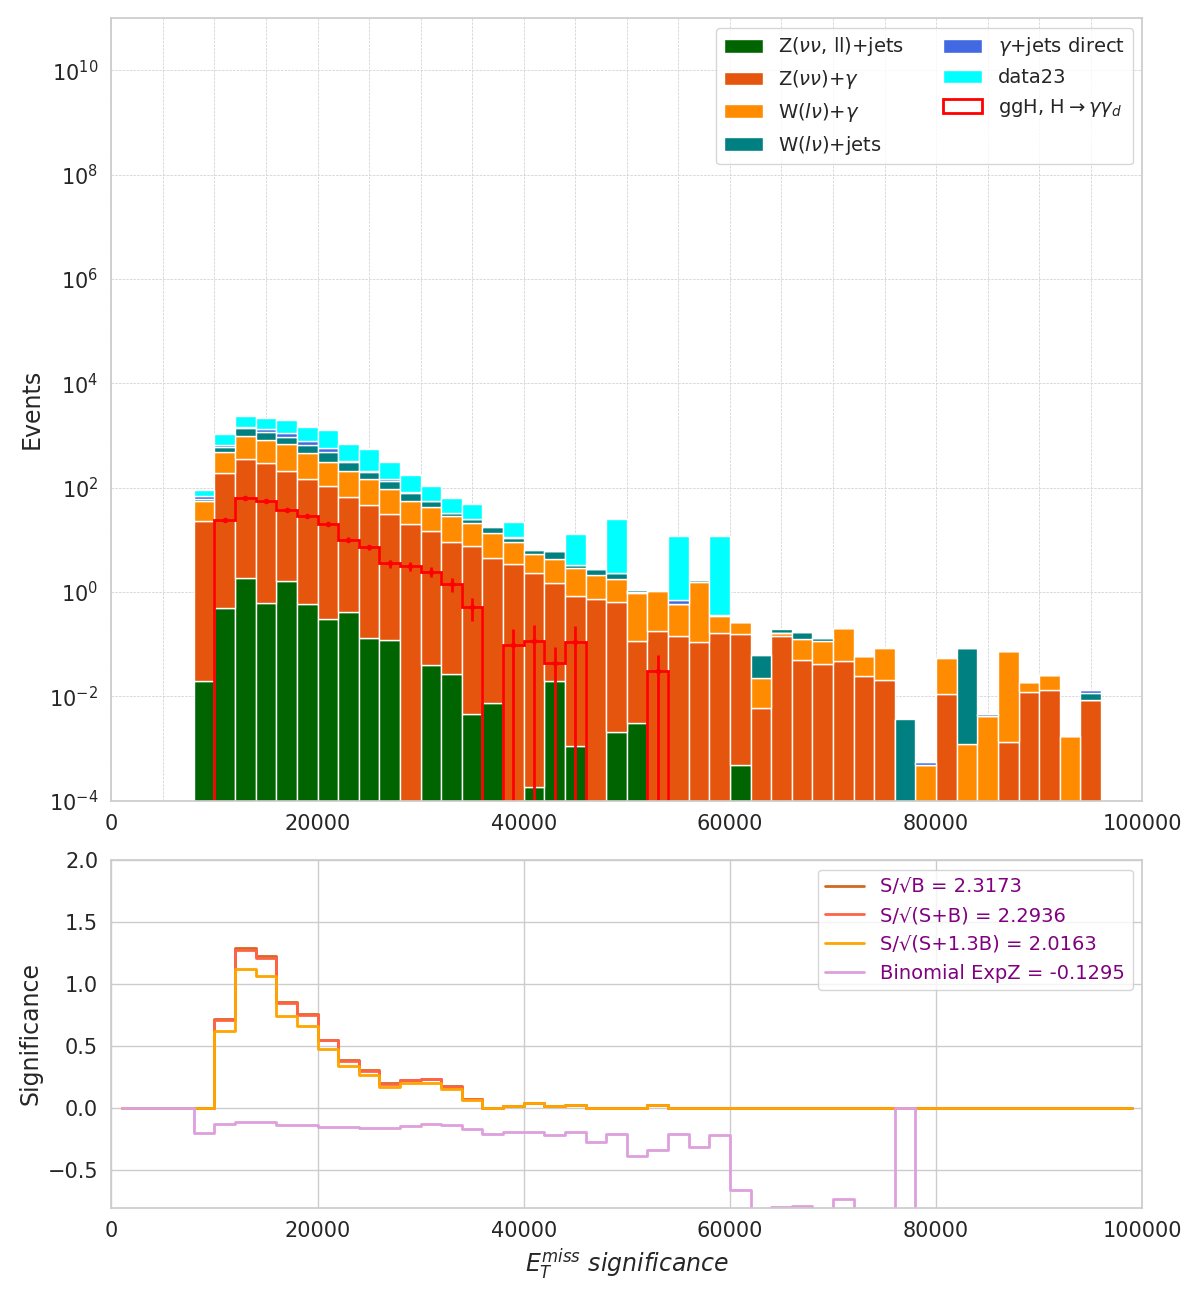 Z(νν, ll)+jets
Z(νν)+γ
W(lν)+γ
W(lν)+jets
γ+jets direct
data23
ggH, H→γγ_d
10^10
10^8
10^6
10^4
10^2
10^0
10^−2
10^−4
Events
0 20000 40000 60000 80000 100000
2.0
1.5
1.0
0.5
0.0
−0.5
Significance
S/√B = 2.3173
S/√(S+B) = 2.2936
S/√(S+1.3B) = 2.0163
Binomial ExpZ = -0.1295
0 20000 40000 60000 80000 100000
E_T^miss significance